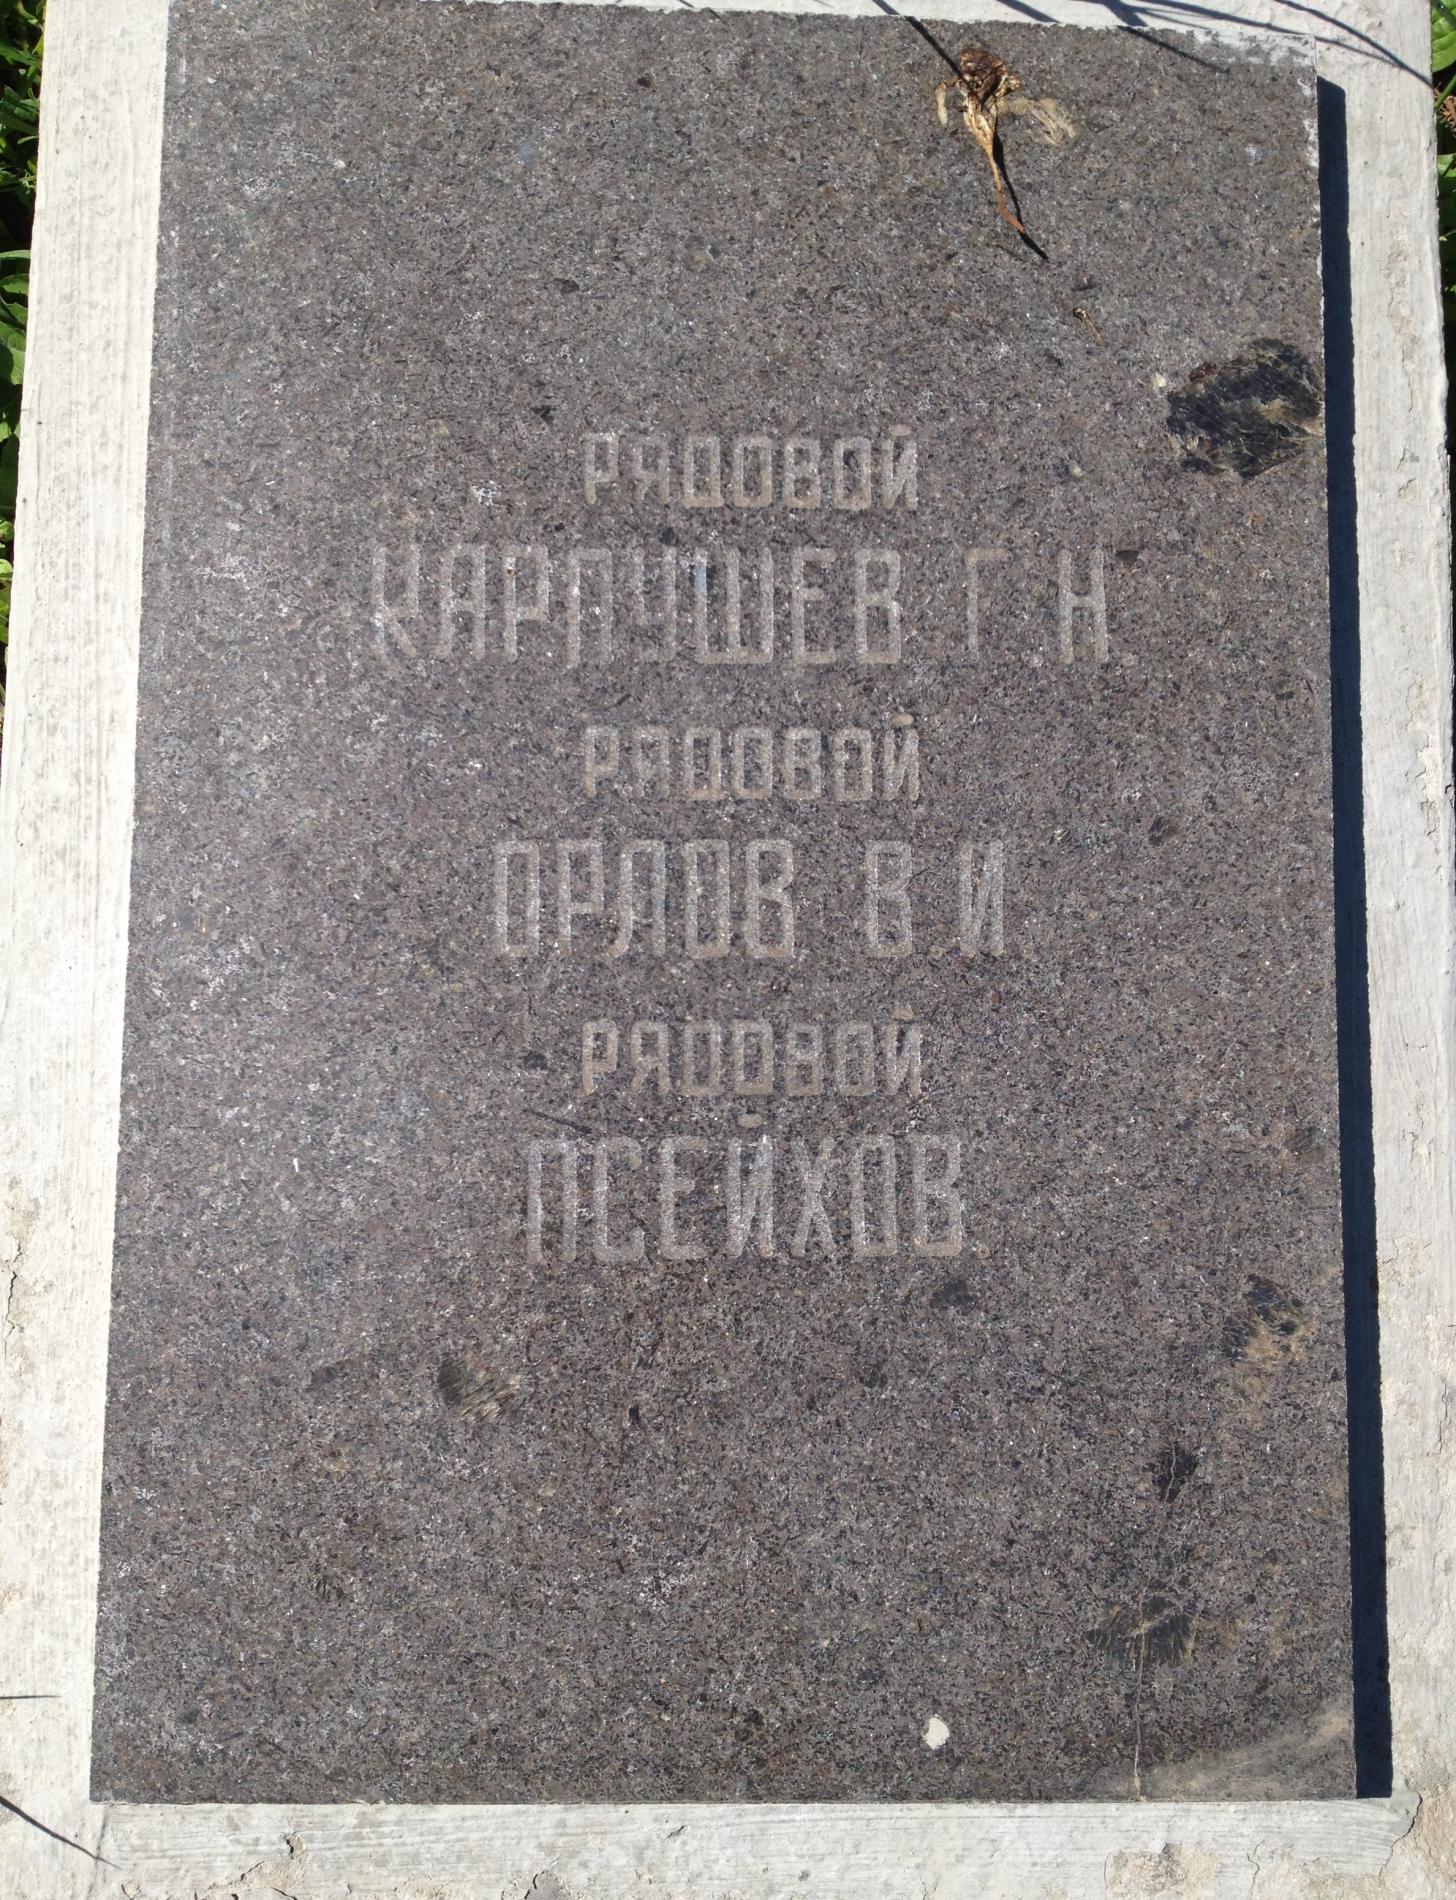 РЯДОВОЙ
КАРПУШЕВ Г Н
РЯДОВОЙ
ОРЛОВ В И
РЯДОВОЙ
ПСЕЙХОВ